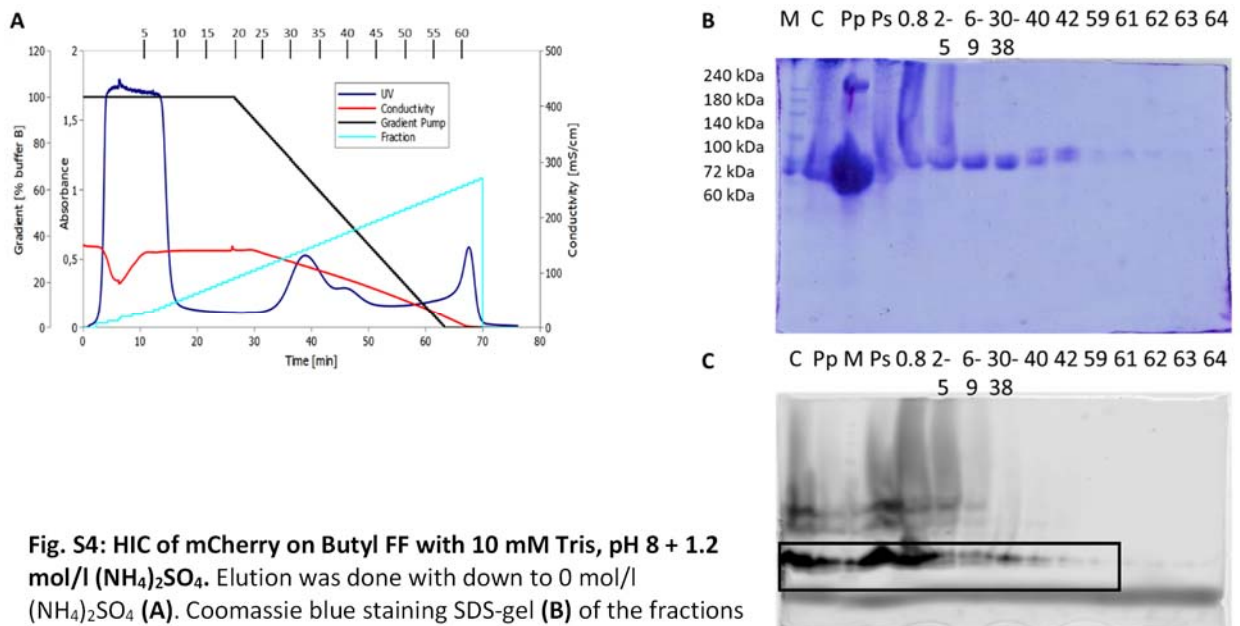 A
5 10 15 20 25 30 35 40 45 50 55 60
120 2 500
100 1,5 400
80 300
60 1
40 0,5 200
20 100
0 0 0
Gradient [% buffer B]
Absorbance
Conductivity [mS/cm]
UV
Conductivity
Gradient Pump
Fraction
0 10 20 30 40 50 60 70 80
Time [min]
B M C Pp Ps 0.8 2- 6- 30- 40 42 59 61 62 63 64
5 9 38
240 kDa
180 kDa
140 kDa
100 kDa
72 kDa
60 kDa
C C Pp M Ps 0.8 2- 6- 30- 40 42 59 61 62 63 64
5 9 38
Fig. S4: HIC of mCherry on Butyl FF with 10 mM Tris, pH 8 + 1.2
mol/l (NH₄)₂SO₄. Elution was done with down to 0 mol/l
(NH₄)₂SO₄ (A). Coomassie blue staining SDS-gel (B) of the fractions